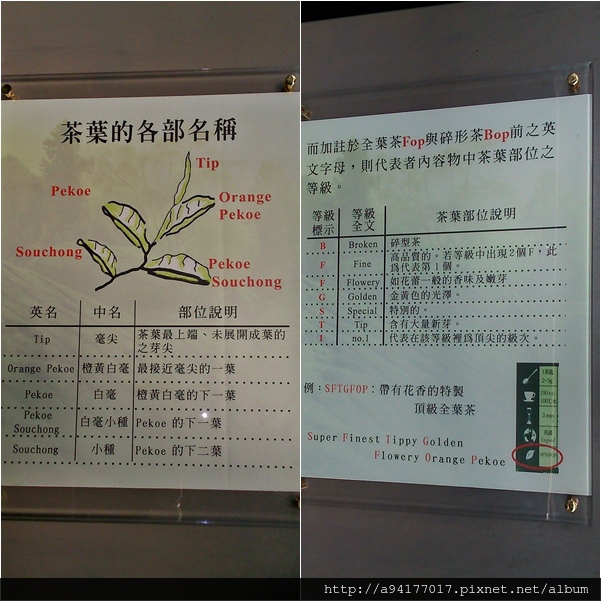 茶葉的各部名稱
Tip
Pekoe
Orange
Pekoe
Souchong
Pekoe
Souchong
英名 中名 部位說明
Tip 毫尖 茶葉最上端、未展開成葉的之芽尖
Orange Pekoe 橙黃白毫 最接近毫尖的一葉
Pekoe 白毫 橙黃白毫的下一葉
Pekoe Souchong 白毫小種 Pekoe 的下一葉
Souchong 小種 Pekoe 的下二葉
而加註於全葉茶Fop與碎形茶Bop前之英
文字母，則代表者內容物中茶葉部位之
等級。
等級標示 等級全文 茶葉部位說明
B Broken 碎型茶
F Fine 高品質的。若等級中出現2個F，此為代表第1個。
F Flowery 如花蕾一般的香味及嫩芽
G Golden 金黃色的光澤。
S Special 特別的。
T Tip 含有大量新芽。
1 no.1 代表在該等級裡為頂尖的級次。
例：SFTGFOP：帶有花香的特製
頂級全葉茶
Super Finest Tippy Golden
Flowery Orange Pekoe
http://a94177017.pixnet.net/album